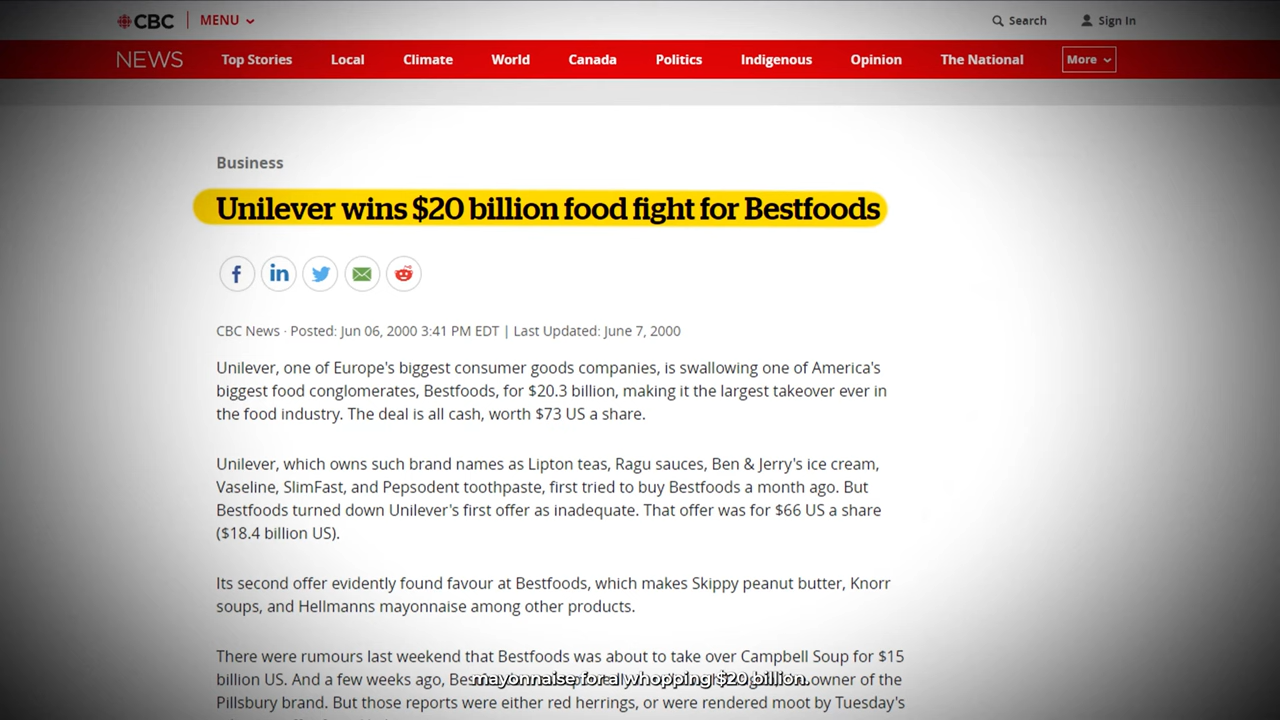 CBC MENU Search Sign In
NEWS Top Stories Local Climate World Canada Politics Indigenous Opinion The National More
Business
Unilever wins $20 billion food fight for Bestfoods
CBC News · Posted: Jun 06, 2000 3:41 PM EDT | Last Updated: June 7, 2000
Unilever, one of Europe's biggest consumer goods companies, is swallowing one of America's
biggest food conglomerates, Bestfoods, for $20.3 billion, making it the largest takeover ever in
the food industry. The deal is all cash, worth $73 US a share.
Unilever, which owns such brand names as Lipton teas, Ragu sauces, Ben & Jerry's ice cream,
Vaseline, SlimFast, and Pepsodent toothpaste, first tried to buy Bestfoods a month ago. But
Bestfoods turned down Unilever's first offer as inadequate. That offer was for $66 US a share
($18.4 billion US).
Its second offer evidently found favour at Bestfoods, which makes Skippy peanut butter, Knorr
soups, and Hellmanns mayonnaise among other products.
There were rumours last weekend that Bestfoods was about to take over Campbell Soup for $15
billion US. And a few weeks ago, owner of the
mayonnaise for a whopping $20 billion.
Pillsbury brand. But those reports were either red herrings, or were rendered moot by Tuesday's